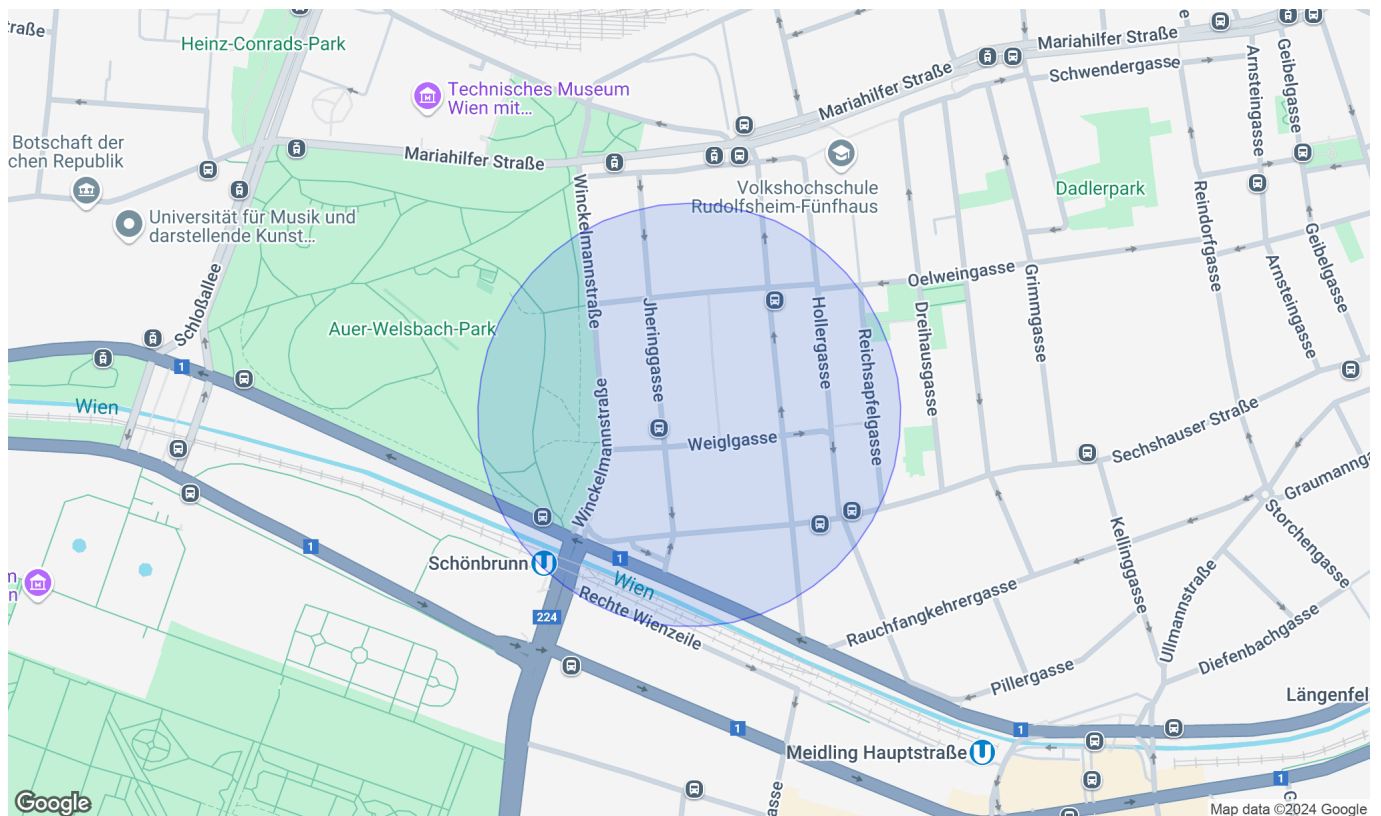 raße
Heinz-Conrads-Park
Mariahilfer Straße
Schwendergasse
Arnsteingasse
Geibelgasse
Technisches Museum
Wien mit...
Mariahilfer Straße
Botschaft der
chen Republik
Mariahilfer Straße
Volkshochschule
Rudolfsheim-Fünfhaus
Dadlerpark
Universität für Musik und
darstellende Kunst...
Winckelmannstraße
Reindorfgasse
Geibelgasse
Arnsteingasse
Oelweingasse
Grimmgasse
Schloßallee
Auer-Welsbach-Park
Jheringgasse
Hollergasse
Reichsapfelgasse
Dreihausgasse
1
Wien
Winckelmannstraße
Weiglgasse
Sechshauser Straße
Graumannga
Storchengasse
Kellinggasse
1
Schönbrunn
1
Wien
Rechte Wienzeile
224
m
n
Rauchfangkehrergasse
Ullmannstraße
Diefenbachgasse
Pillergasse
Längenfel
1
1
Meidling Hauptstraße
1
asse
G
Google
Map data ©2024 Google